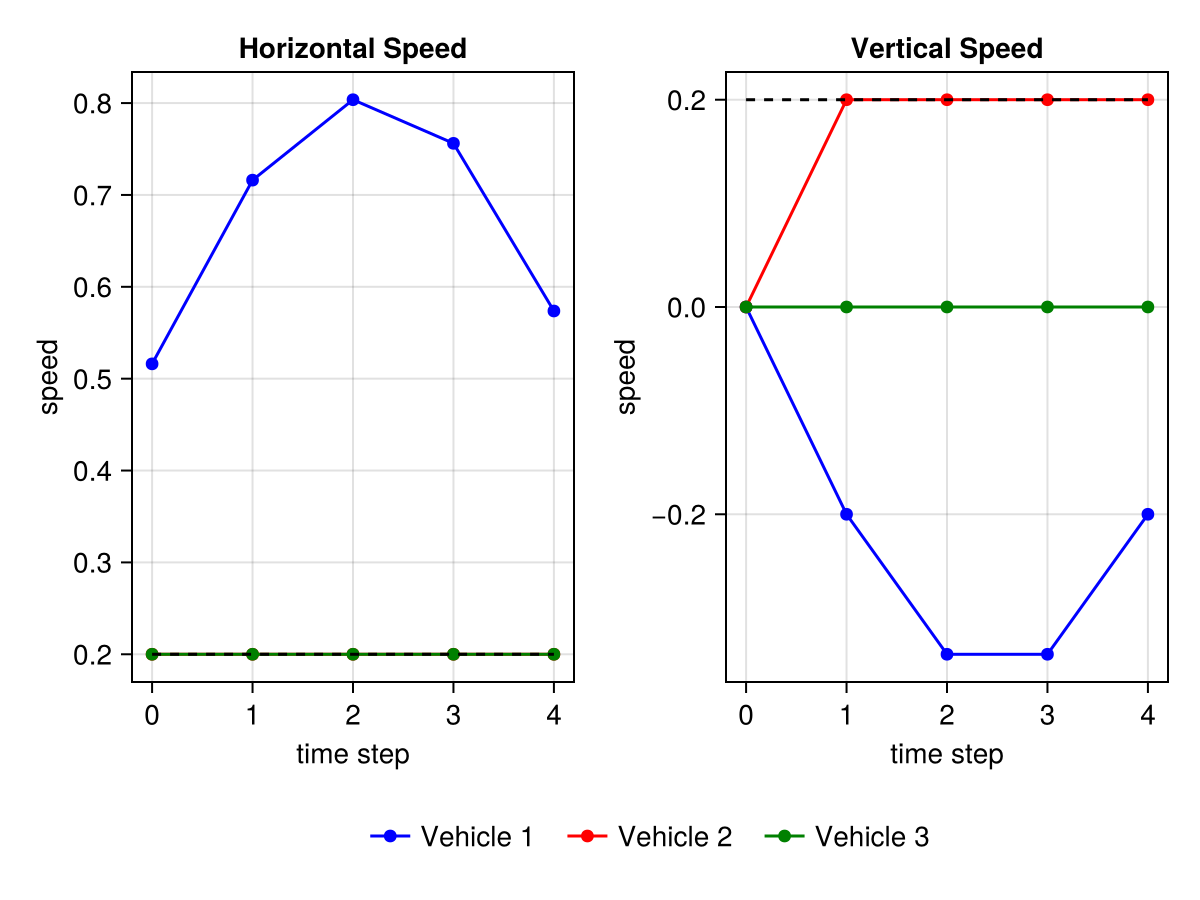 Horizontal Speed
0.8
0.7
0.6
0.5
0.4
0.3
0.2
speed
0 1 2 3 4
time step
Vertical Speed
0.2
0.0
−0.2
speed
0 1 2 3 4
time step
Vehicle 1 Vehicle 2 Vehicle 3